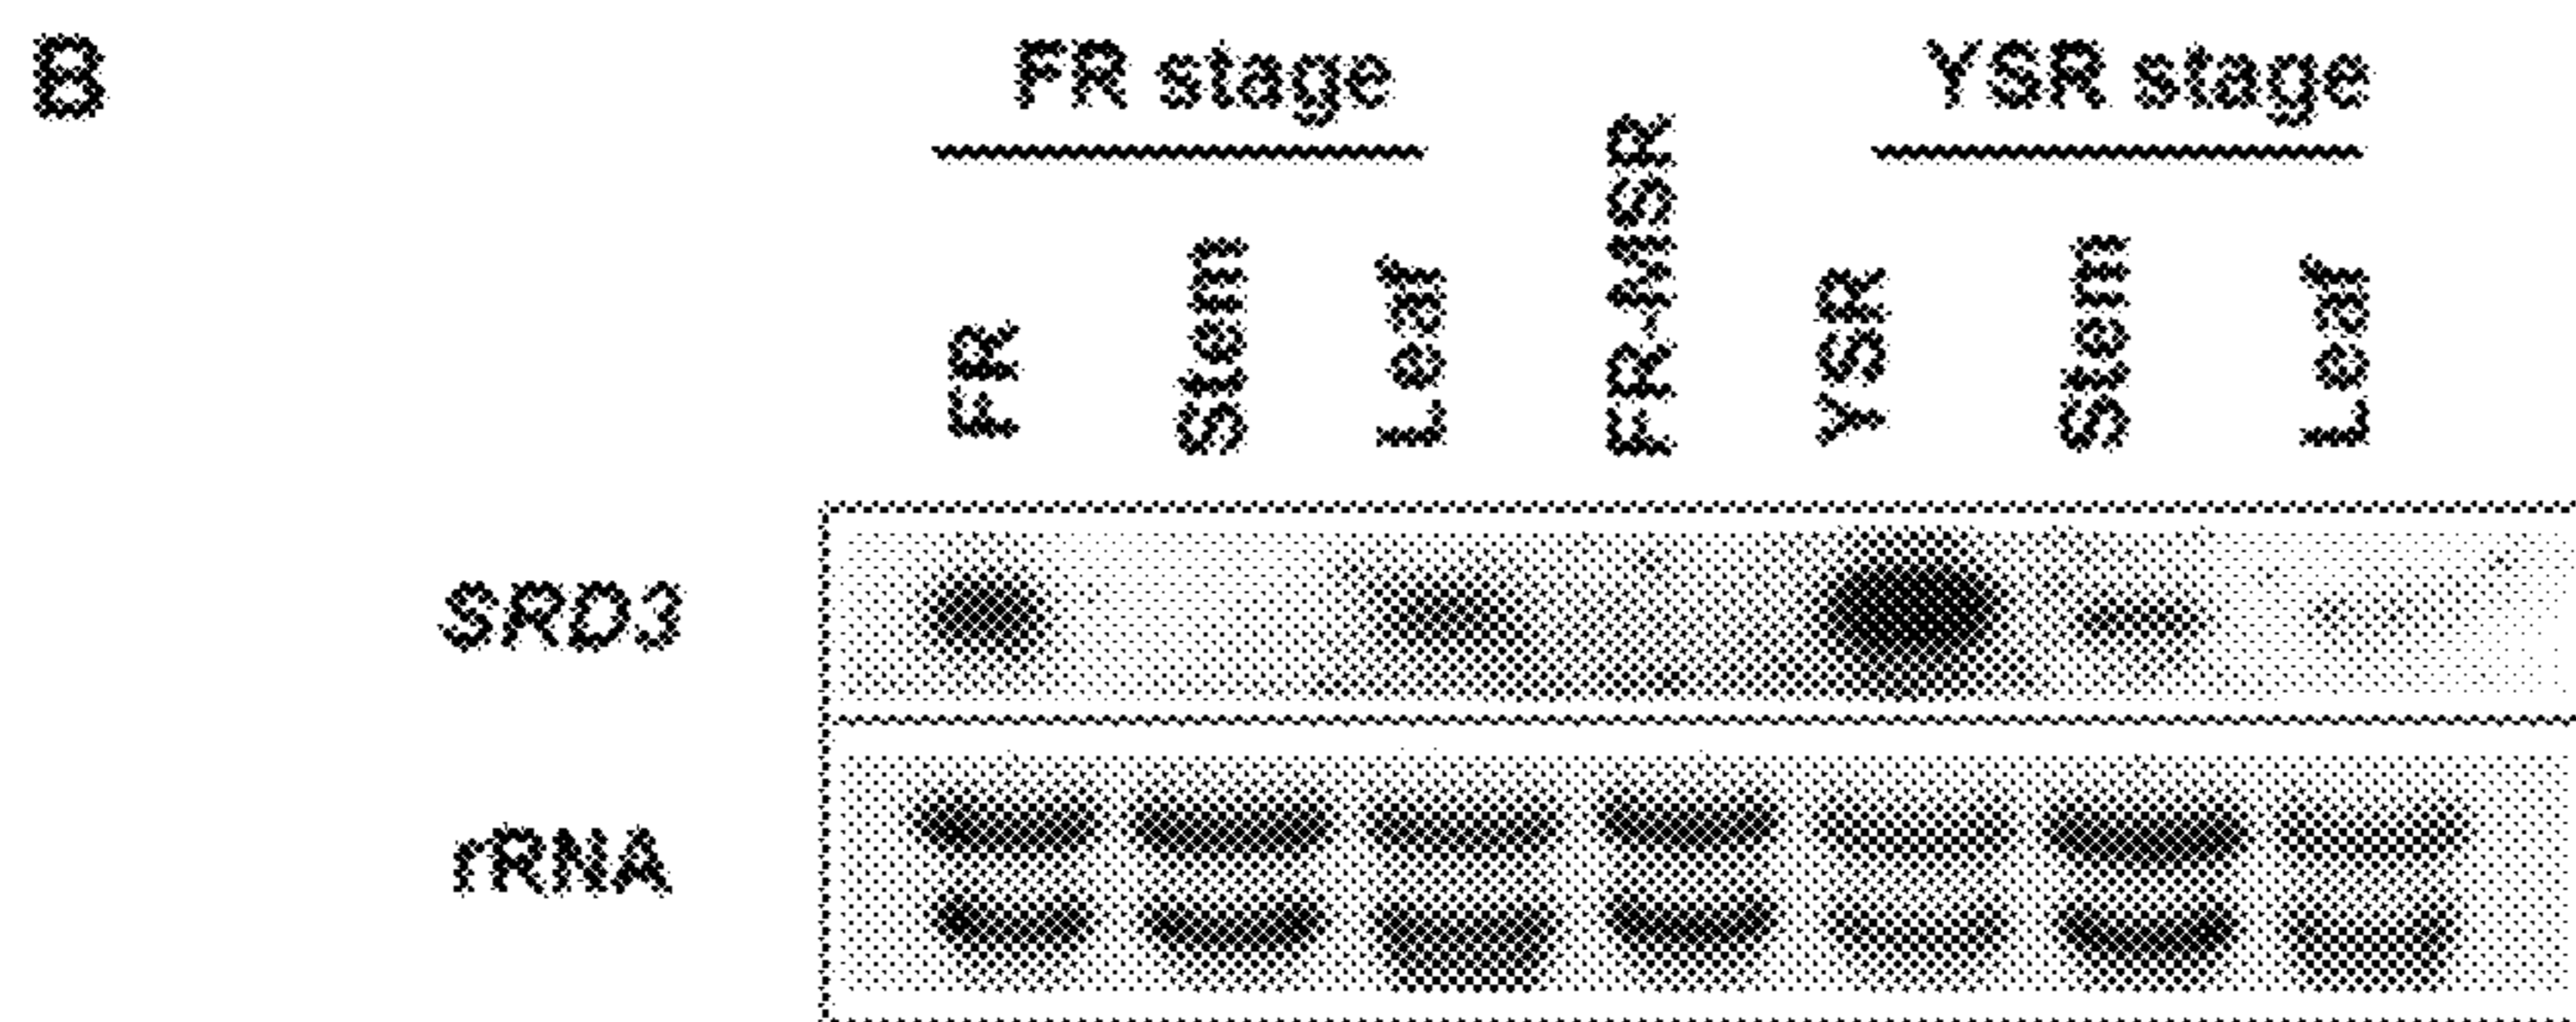 B
FR stage
YSR stage
FR
Stem
Leaf
FR-MSR
YSR
Stem
Leaf
SRD3
rRNA